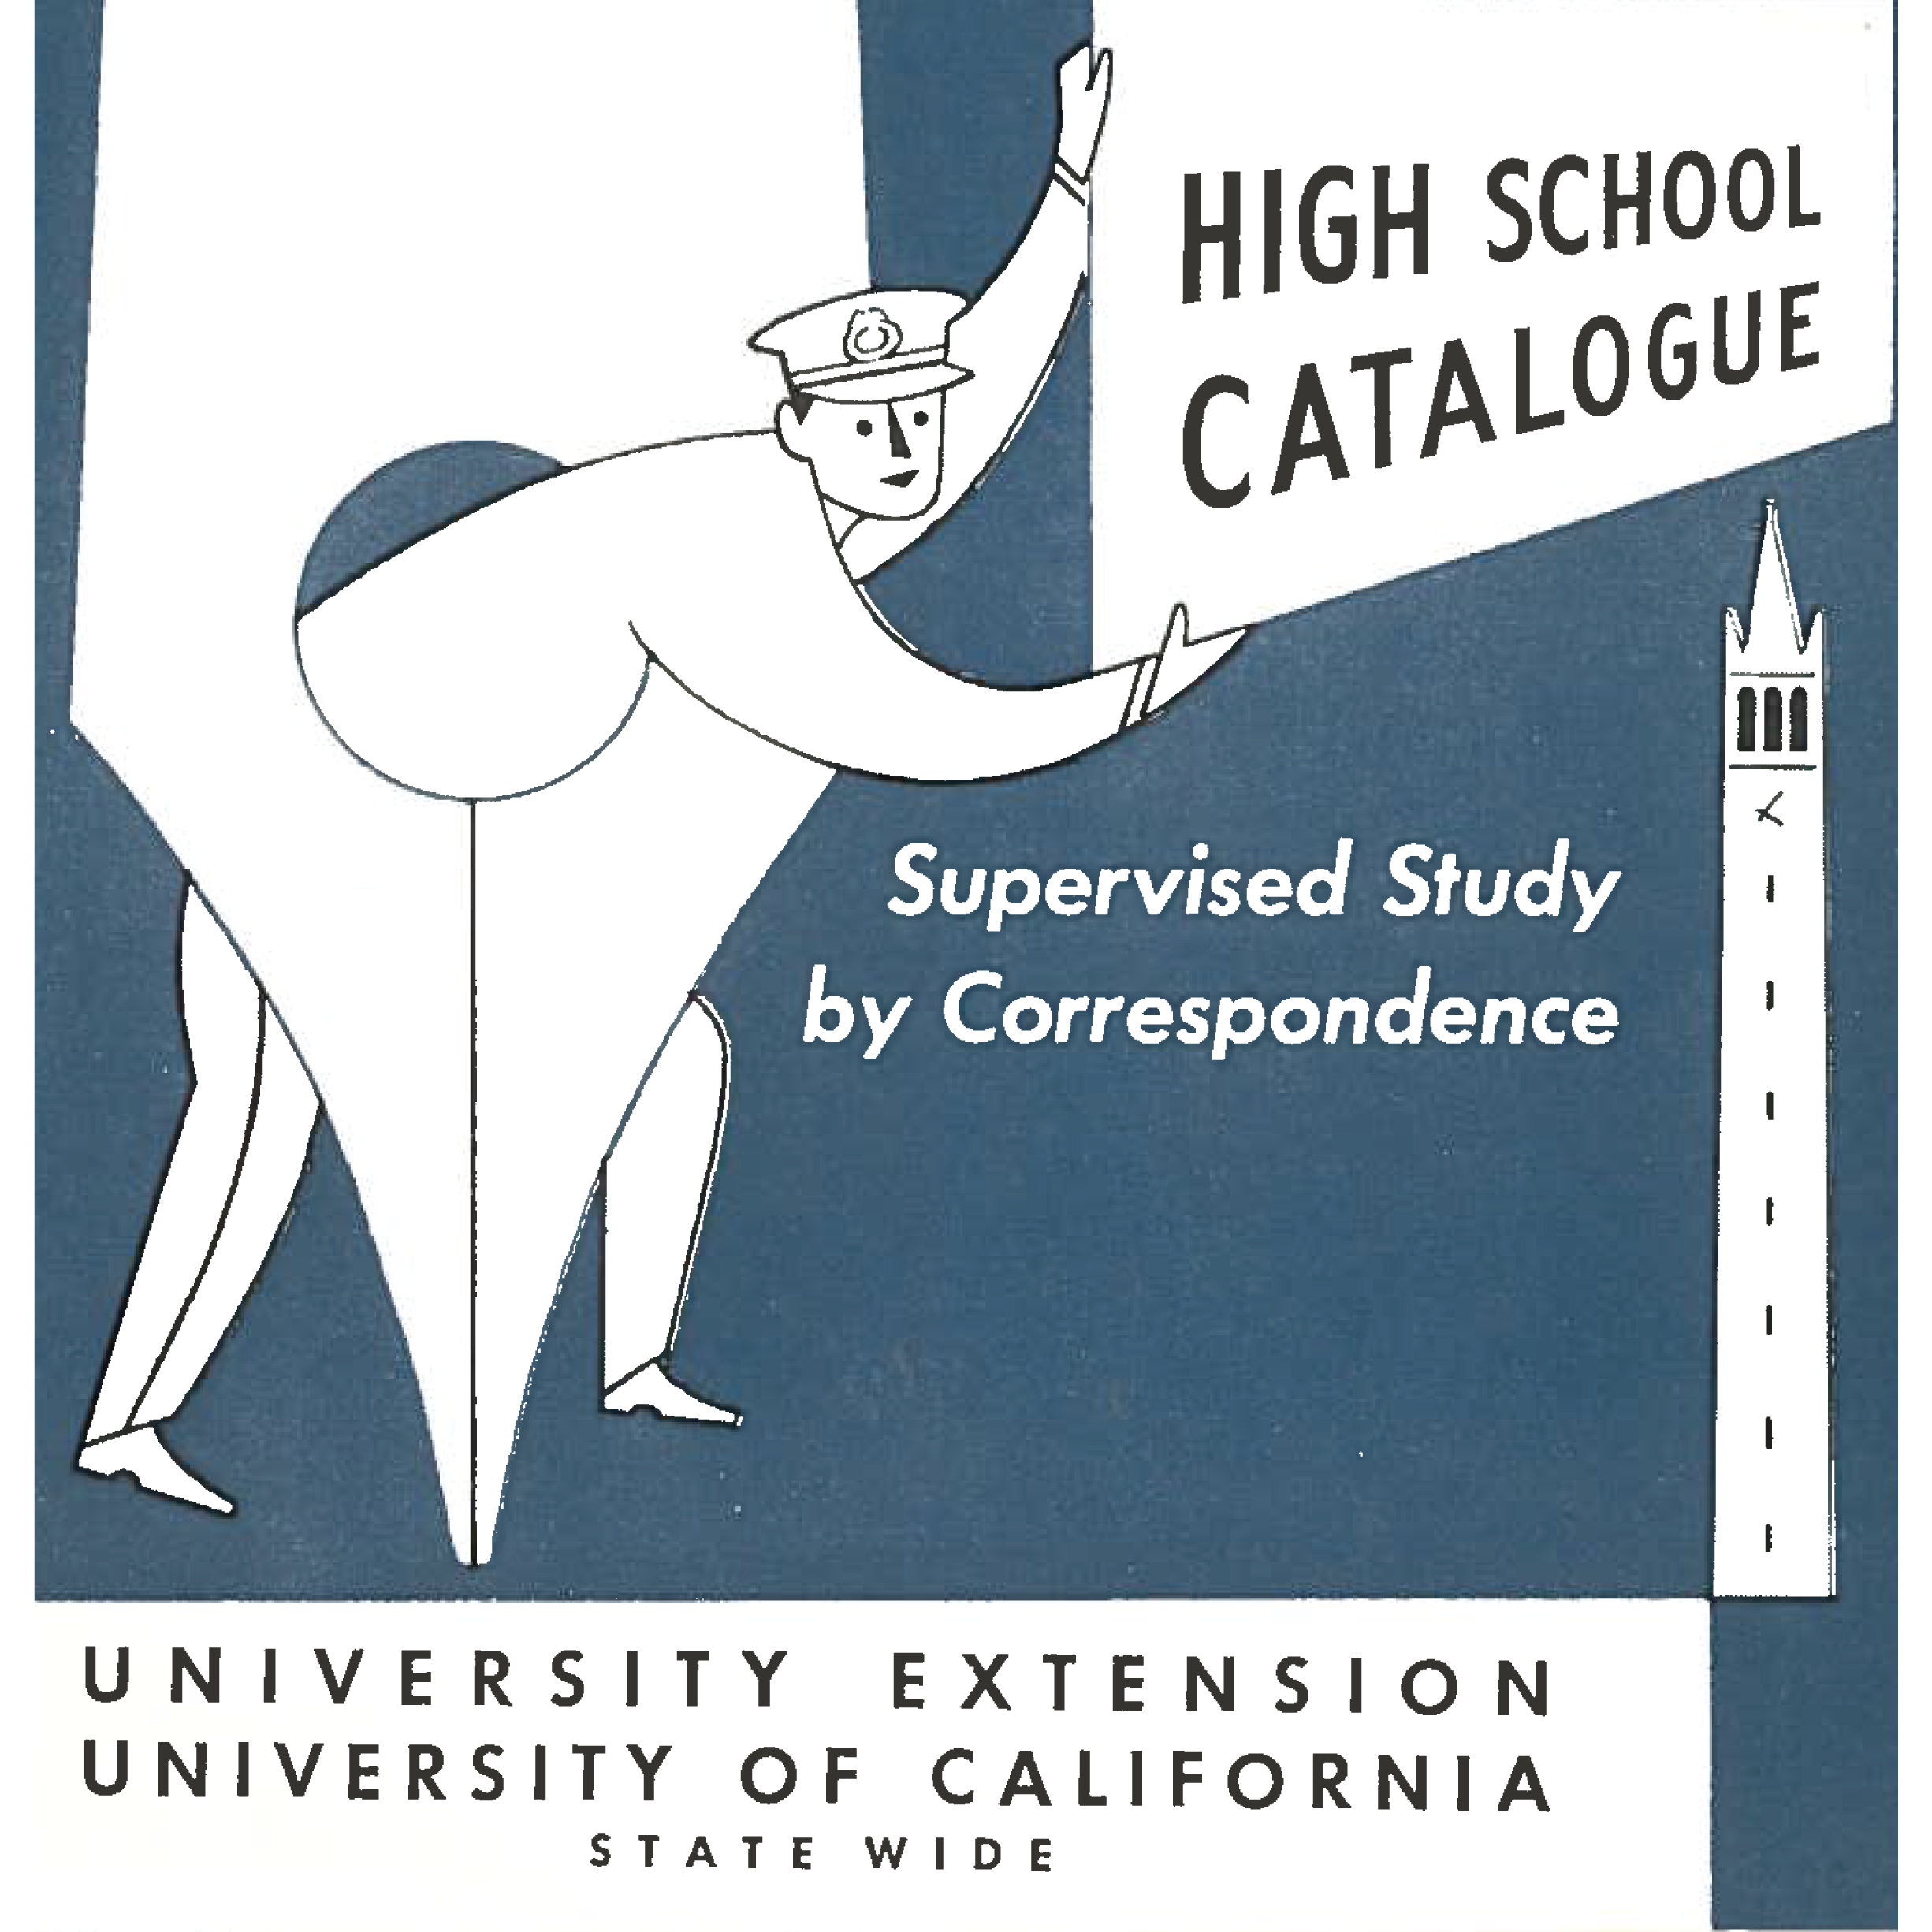 HIGH SCHOOL
CATALOGUE
Supervised Study
by Correspondence
UNIVERSITY EXTENSION
UNIVERSITY OF CALIFORNIA
STATE WIDE